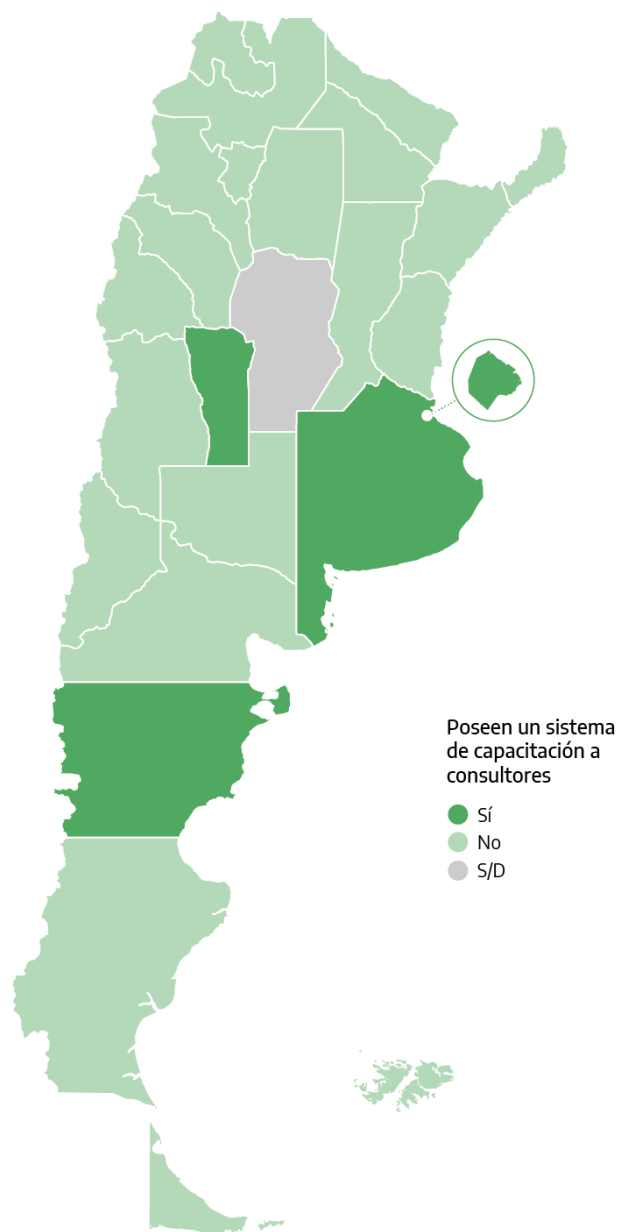 Poseen un sistema
de capacitación a
consultores
Sí
No
S/D